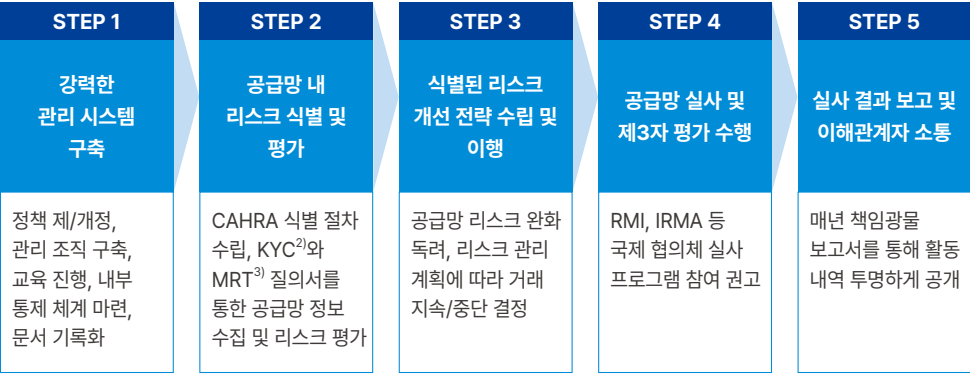 STEP 1
강력한
관리 시스템
구축
정책 제/개정,
관리 조직 구축,
교육 진행, 내부
통제 체계 마련,
문서 기록화
STEP 2
공급망 내
리스크 식별 및
평가
CAHRA 식별 절차
수립, KYC2)와
MRT3) 질의서를
통한 공급망 정보
수집 및 리스크 평가
STEP 3
식별된 리스크
개선 전략 수립 및
이행
공급망 리스크 완화
독려, 리스크 관리
계획에 따라 거래
지속/중단 결정
STEP 4
공급망 실사 및
제3자 평가 수행
RMI, IRMA 등
국제 협의체 실사
프로그램 참여 권고
STEP 5
실사 결과 보고 및
이해관계자 소통
매년 책임광물
보고서를 통해 활동
내역 투명하게 공개